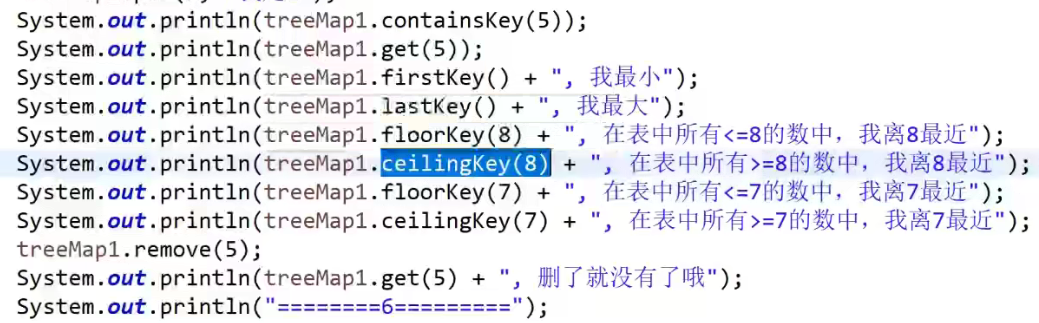 System.out.println(treeMap1.containsKey(5));
System.out.println(treeMap1.get(5));
System.out.println(treeMap1.firstKey() + ", 我最小");
System.out.println(treeMap1.lastKey() + ", 我最大");
System.out.println(treeMap1.floorKey(8) + ", 在表中所有<=8的数中，我离8最近");
System.out.println(treeMap1.ceilingKey(8) + ", 在表中所有>=8的数中，我离8最近");
System.out.println(treeMap1.floorKey(7) + ", 在表中所有<=7的数中，我离7最近");
System.out.println(treeMap1.ceilingKey(7) + ", 在表中所有>=7的数中，我离7最近");
treeMap1.remove(5);
System.out.println(treeMap1.get(5) + ", 删了就没有了哦");
System.out.println("========6=========");